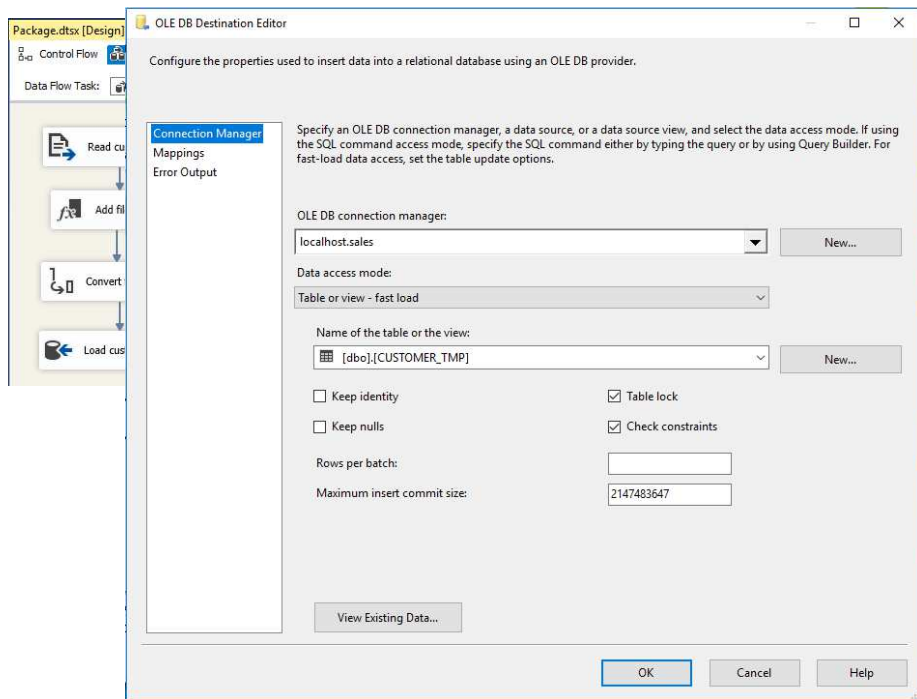 Package.dtsx [Design]
Control Flow
Data Flow Task:
Read cu
Add fil
Convert
Load cus
OLE DB Destination Editor
Configure the properties used to insert data into a relational database using an OLE DB provider.
Connection Manager
Mappings
Error Output
Specify an OLE DB connection manager, a data source, or a data source view, and select the data access mode. If using
the SQL command access mode, specify the SQL command either by typing the query or by using Query Builder. For
fast-load data access, set the table update options.
OLE DB connection manager:
localhost.sales
New...
Data access mode:
Table or view - fast load
Name of the table or the view:
[dbo].[CUSTOMER_TMP]
New...
Keep identity
Table lock
Keep nulls
Check constraints
Rows per batch:
Maximum insert commit size:
2147483647
View Existing Data...
OK
Cancel
Help